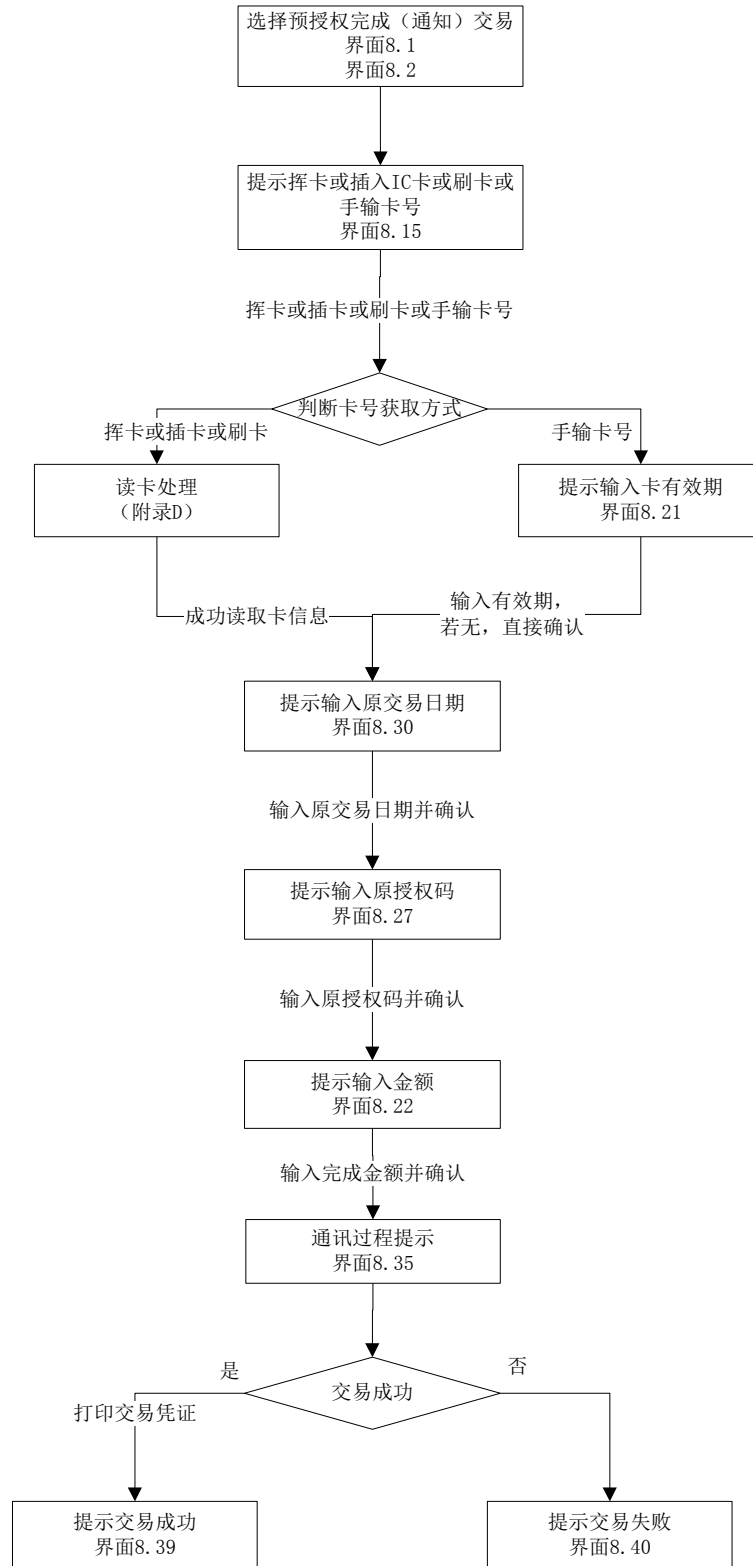 选择预授权完成（通知）交易
界面8.1
界面8.2
提示挥卡或插入IC卡或刷卡或
手输卡号
界面8.15
挥卡或插卡或刷卡或手输卡号
判断卡号获取方式
挥卡或插卡或刷卡
手输卡号
读卡处理
（附录D）
提示输入卡有效期
界面8.21
成功读取卡信息
输入有效期，
若无，直接确认
提示输入原交易日期
界面8.30
输入原交易日期并确认
提示输入原授权码
界面8.27
输入原授权码并确认
提示输入金额
界面8.22
输入完成金额并确认
通讯过程提示
界面8.35
交易成功
是
否
打印交易凭证
提示交易成功
界面8.39
提示交易失败
界面8.40